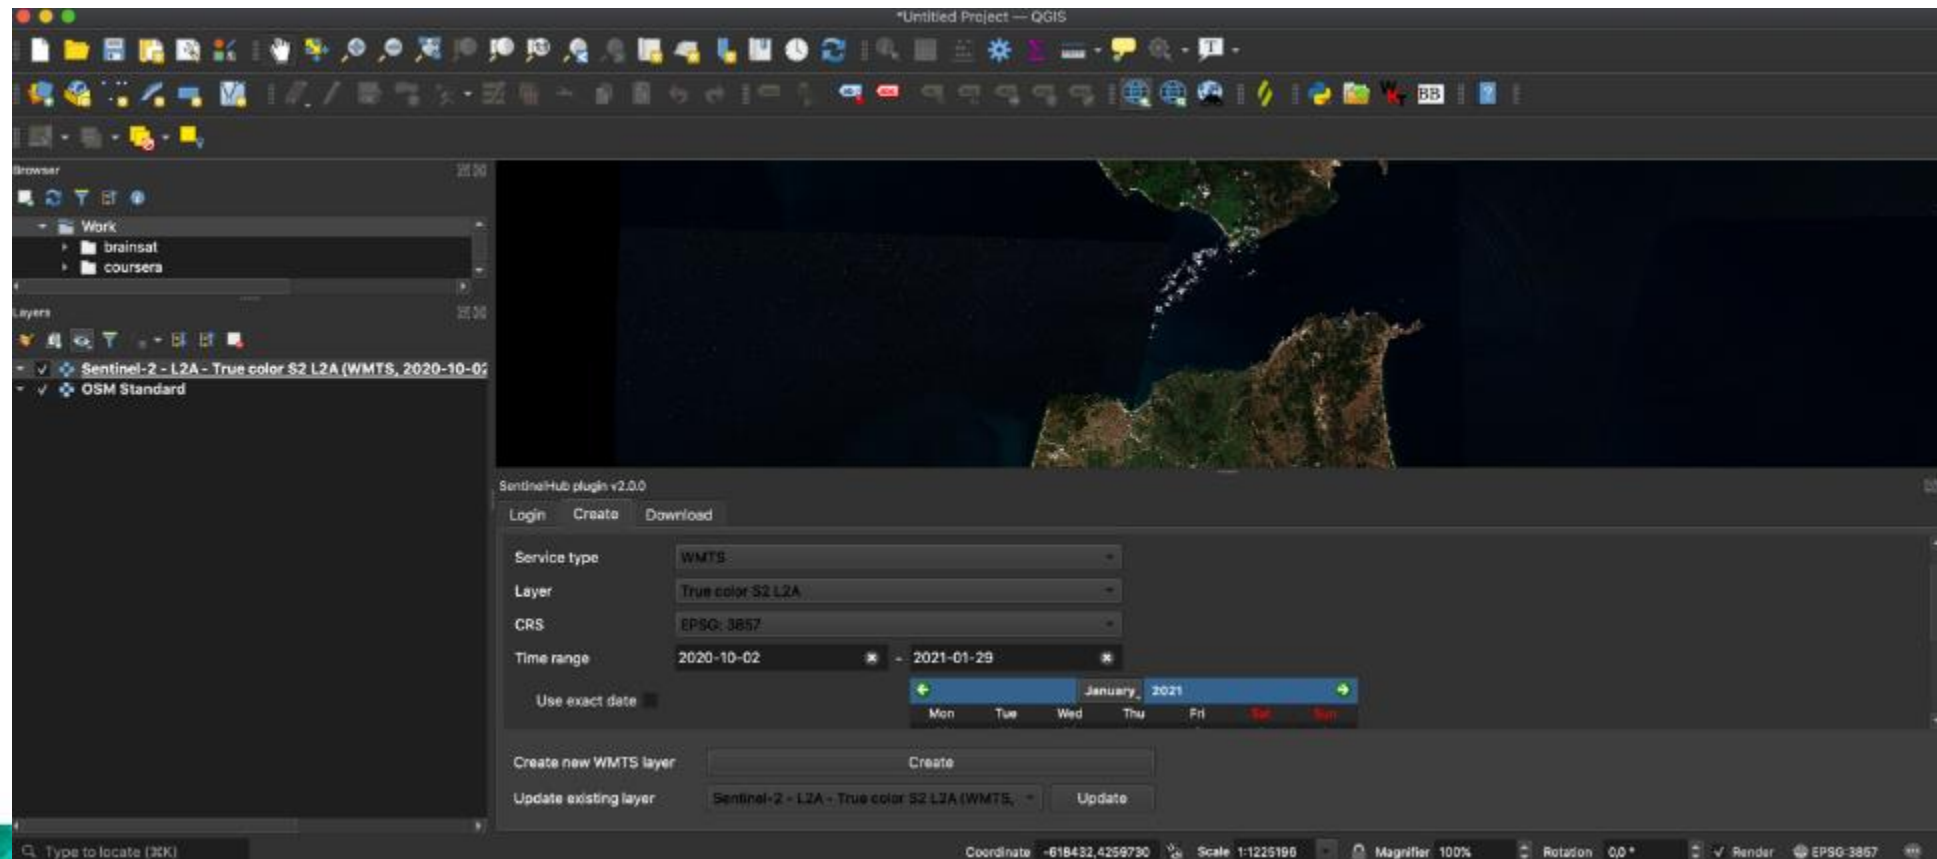 *Untitled Project — QGIS
T
BB
Browser
Work
brainsat
coursera
Layers
Sentinel-2 - L2A - True color S2 L2A (WMTS, 2020-10-02
OSM Standard
SentinelHub plugin v2.0.0
Login Create Download
Service type WMTS
Layer True color S2 L2A
CRS EPSG: 3857
Time range 2020-10-02 - 2021-01-29
Use exact date
January, 2021
Mon Tue Wed Thu Fri Sat Sun
Create new WMTS layer Create
Update existing layer Sentinel-2 - L2A - True color S2 L2A (WMTS, Update
Type to locate (⌘K) Coordinate -618432,4259730 Scale 1:1225196 Magnifier 100% Rotation 0,0 ° Render EPSG:3857